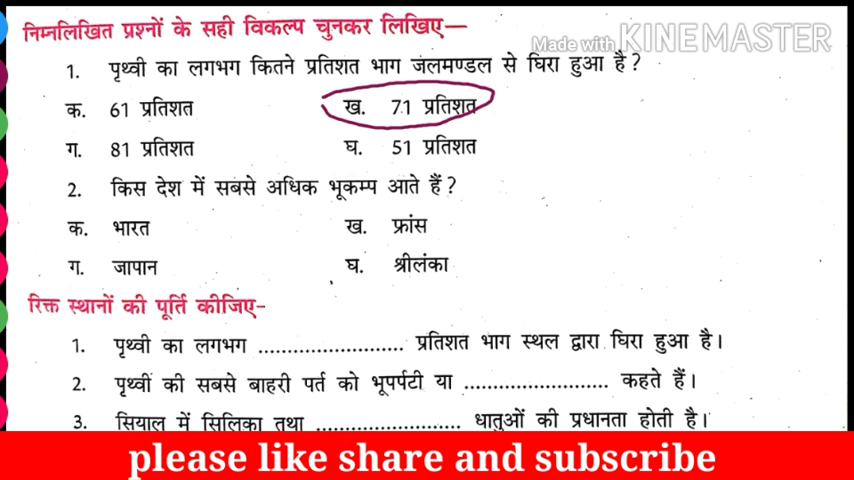 निम्नलिखित प्रश्नों के सही विकल्प चुनकर लिखिए—
Made with KINEMASTER
1. पृथ्वी का लगभग कितने प्रतिशत भाग जलमण्डल से घिरा हुआ है?
क. 61 प्रतिशत ख. 71 प्रतिशत
ग. 81 प्रतिशत घ. 51 प्रतिशत
2. किस देश में सबसे अधिक भूकम्प आते हैं?
क. भारत ख. फ्रांस
ग. जापान घ. श्रीलंका
रिक्त स्थानों की पूर्ति कीजिए-
1. पृथ्वी का लगभग ........................ प्रतिशत भाग स्थल द्वारा घिरा हुआ है।
2. पृथ्वी की सबसे बाहरी पर्त को भूपर्पटी या ........................ कहते हैं।
3. सियाल में सिलिका तथा ........................ धातुओं की प्रधानता होती है।
please like share and subscribe